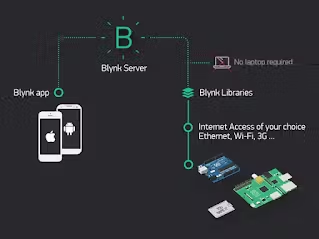 B
Blynk Server
No laptop required
Blynk app
Blynk Libraries
Internet Access of your choice
Ethernet, Wi-Fi, 3G ...